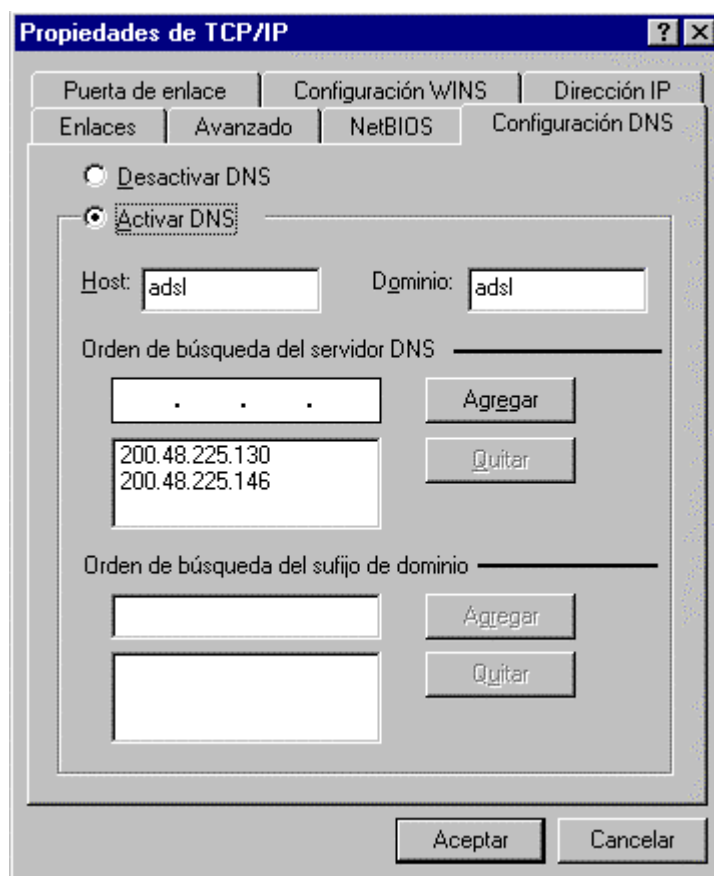 Propiedades de TCP/IP
Puerta de enlace Configuración WINS Dirección IP
Enlaces Avanzado NetBIOS Configuración DNS
Desactivar DNS
Activar DNS
Host: adsl Dominio: adsl
Orden de búsqueda del servidor DNS
. . . Agregar
200.48.225.130 Quitar
200.48.225.146
Orden de búsqueda del sufijo de dominio
Agregar
Quitar
Aceptar Cancelar